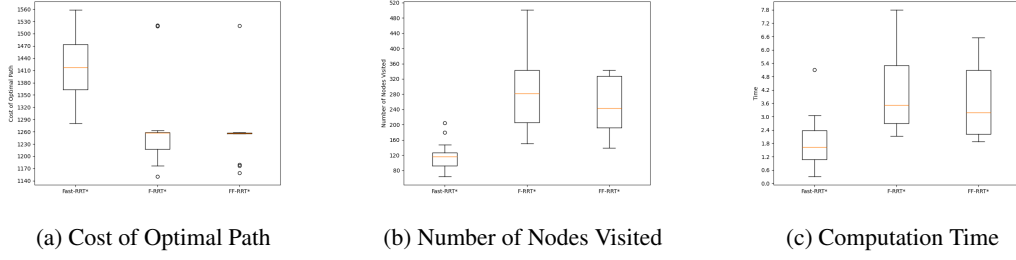 1560
1530
1500
1470
1440
1410
1380
1350
1320
1290
1260
1230
1200
1170
1140
Cost of Optimal Path
Fast-RRT*
F-RRT*
FF-RRT*
520
480
440
400
360
320
280
240
200
160
120
80
Number of Nodes Visited
Fast-RRT*
F-RRT*
FF-RRT*
7.8
7.2
6.6
6.0
5.4
4.8
4.2
3.6
3.0
2.4
1.8
1.2
0.6
0.0
Time
Fast-RRT*
F-RRT*
FF-RRT*
(a) Cost of Optimal Path
(b) Number of Nodes Visited
(c) Computation Time